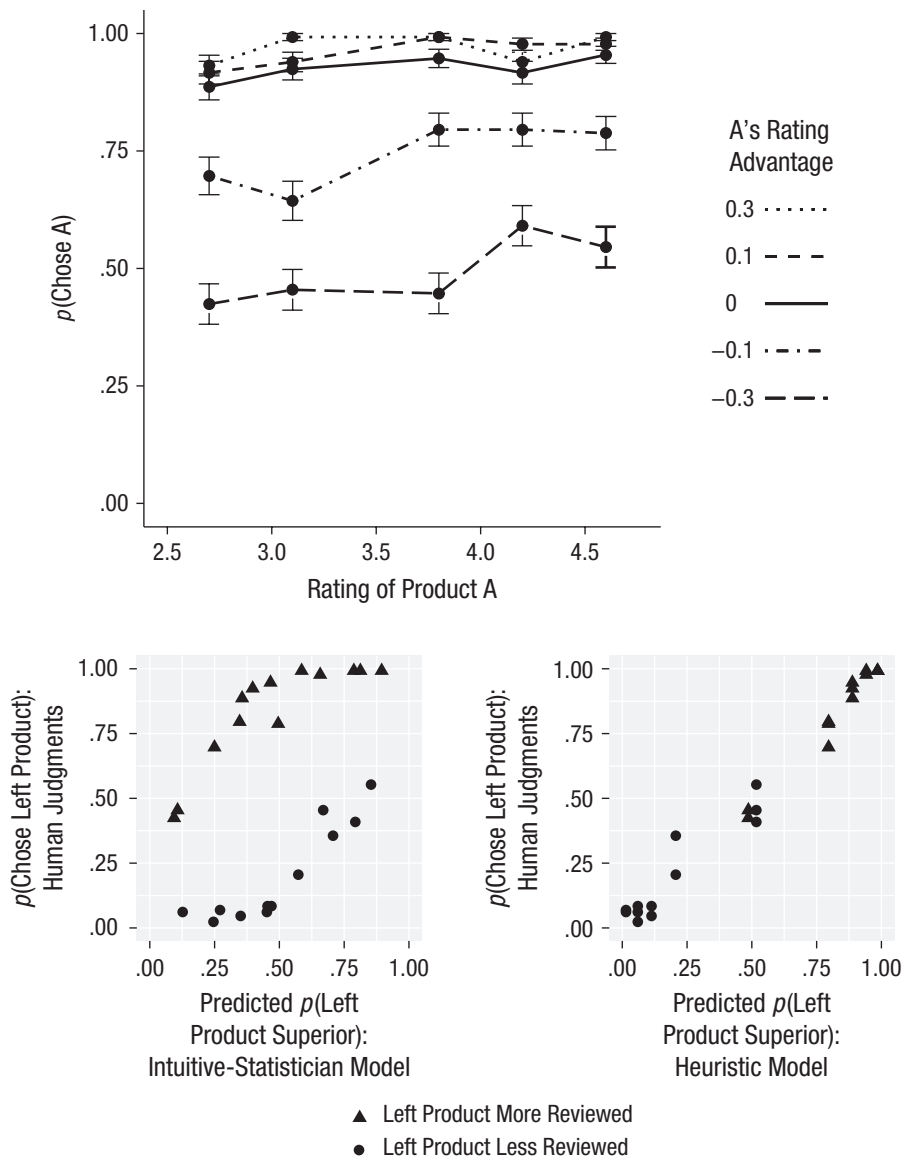 1.00
.75
.50
.25
.00
p(Chose A)
2.5 3.0 3.5 4.0 4.5
Rating of Product A
A’s Rating
Advantage
0.3
0.1
0
−0.1
−0.3
p(Chose Left Product):
Human Judgments
1.00
.75
.50
.25
.00
.00 .25 .50 .75 1.00
Predicted p(Left
Product Superior):
Intuitive-Statistician Model
p(Chose Left Product):
Human Judgments
1.00
.75
.50
.25
.00
.00 .25 .50 .75 1.00
Predicted p(Left
Product Superior):
Heuristic Model
Left Product More Reviewed
Left Product Less Reviewed